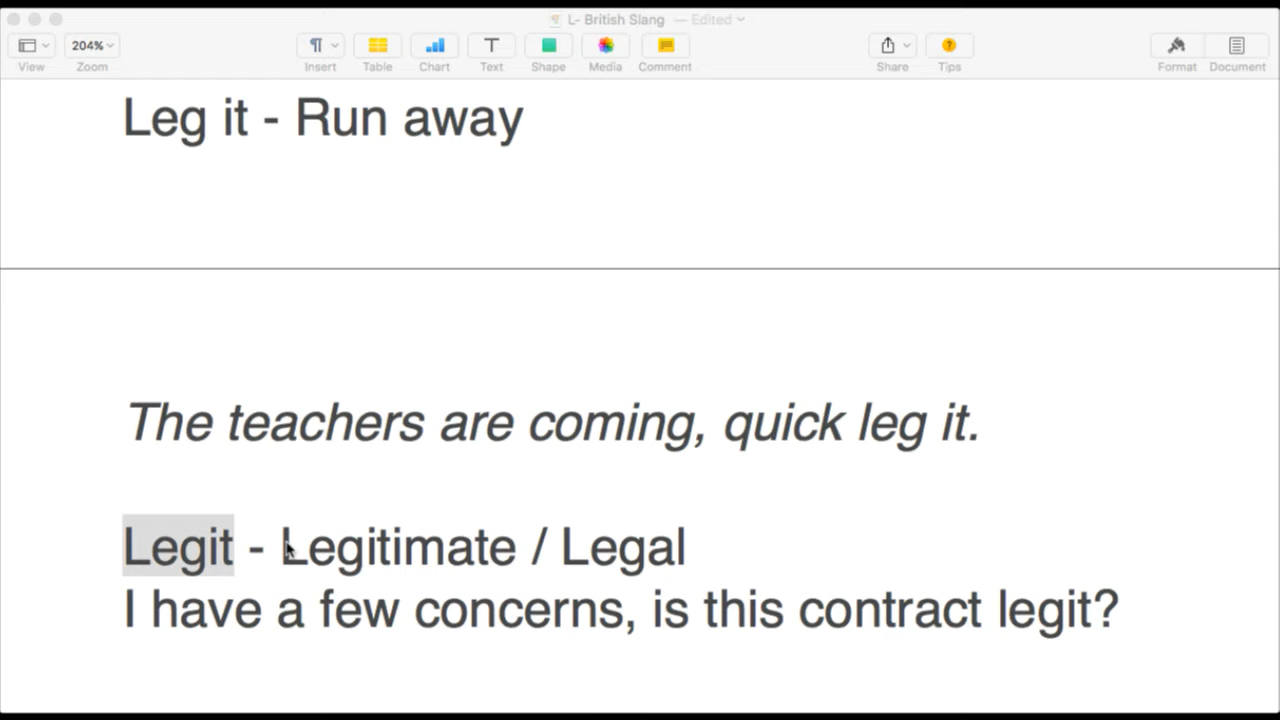 L- British Slang — Edited
204%
View Zoom Insert Table Chart Text Shape Media Comment Share Tips Format Document
Leg it - Run away
The teachers are coming, quick leg it.
Legit - Legitimate / Legal
I have a few concerns, is this contract legit?